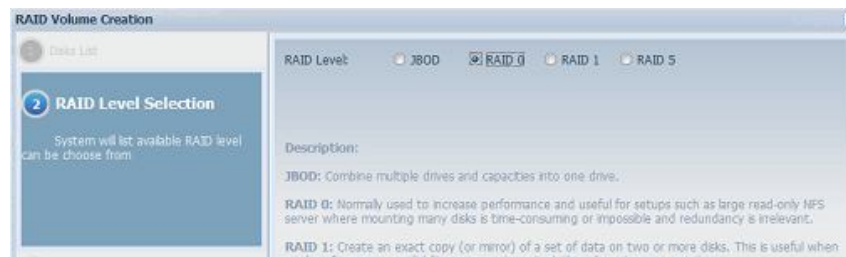 RAID Volume Creation
Disks List
2 RAID Level Selection
System will list available RAID level
can be choose from
RAID Level: JBOD RAID 0 RAID 1 RAID 5
Description:
JBOD: Combine multiple drives and capacities into one drive.
RAID 0: Normally used to increase performance and useful for setups such as large read-only NFS
server where mounting many disks is time-consuming or impossible and redundancy is irrelevant.
RAID 1: Create an exact copy (or mirror) of a set of data on two or more disks. This is useful when